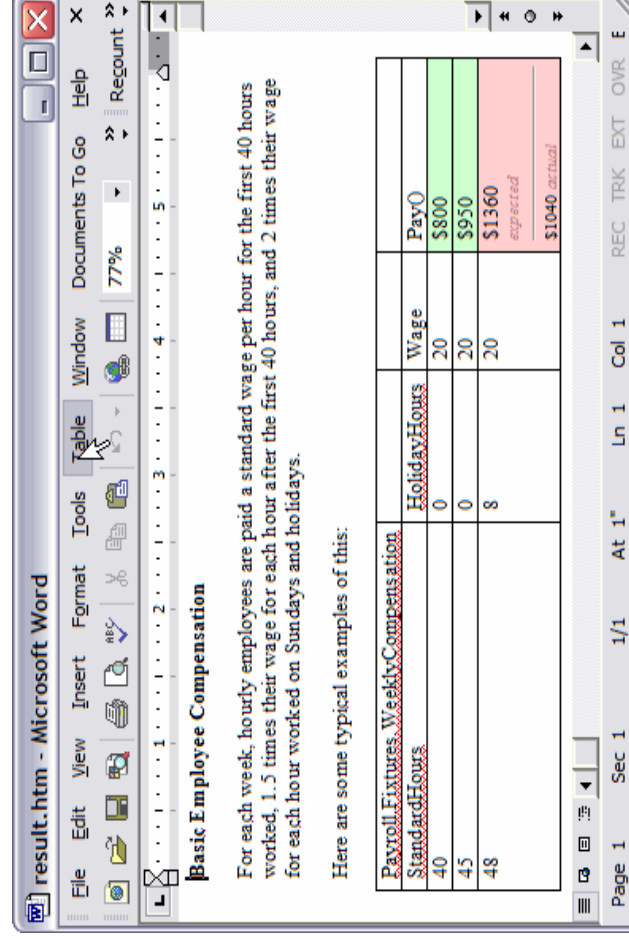 result.htm - Microsoft Word
File Edit View Insert Format Tools Table Window Documents To Go Help
77% Recount
1 2 3 4 5
Basic Employee Compensation
For each week, hourly employees are paid a standard wage per hour for the first 40 hours
worked, 1.5 times their wage for each hour after the first 40 hours, and 2 times their wage
for each hour worked on Sundays and holidays.
Here are some typical examples of this:
Payroll.Fixtures.WeeklyCompensation
StandardHours HolidayHours Wage Pay()
40 0 20 $800
45 0 20 $950
48 8 20 $1360
expected
$1040 actual
Page 1 Sec 1 1/1 At 1" Ln 1 Col 1 REC TRK EXT OVR E